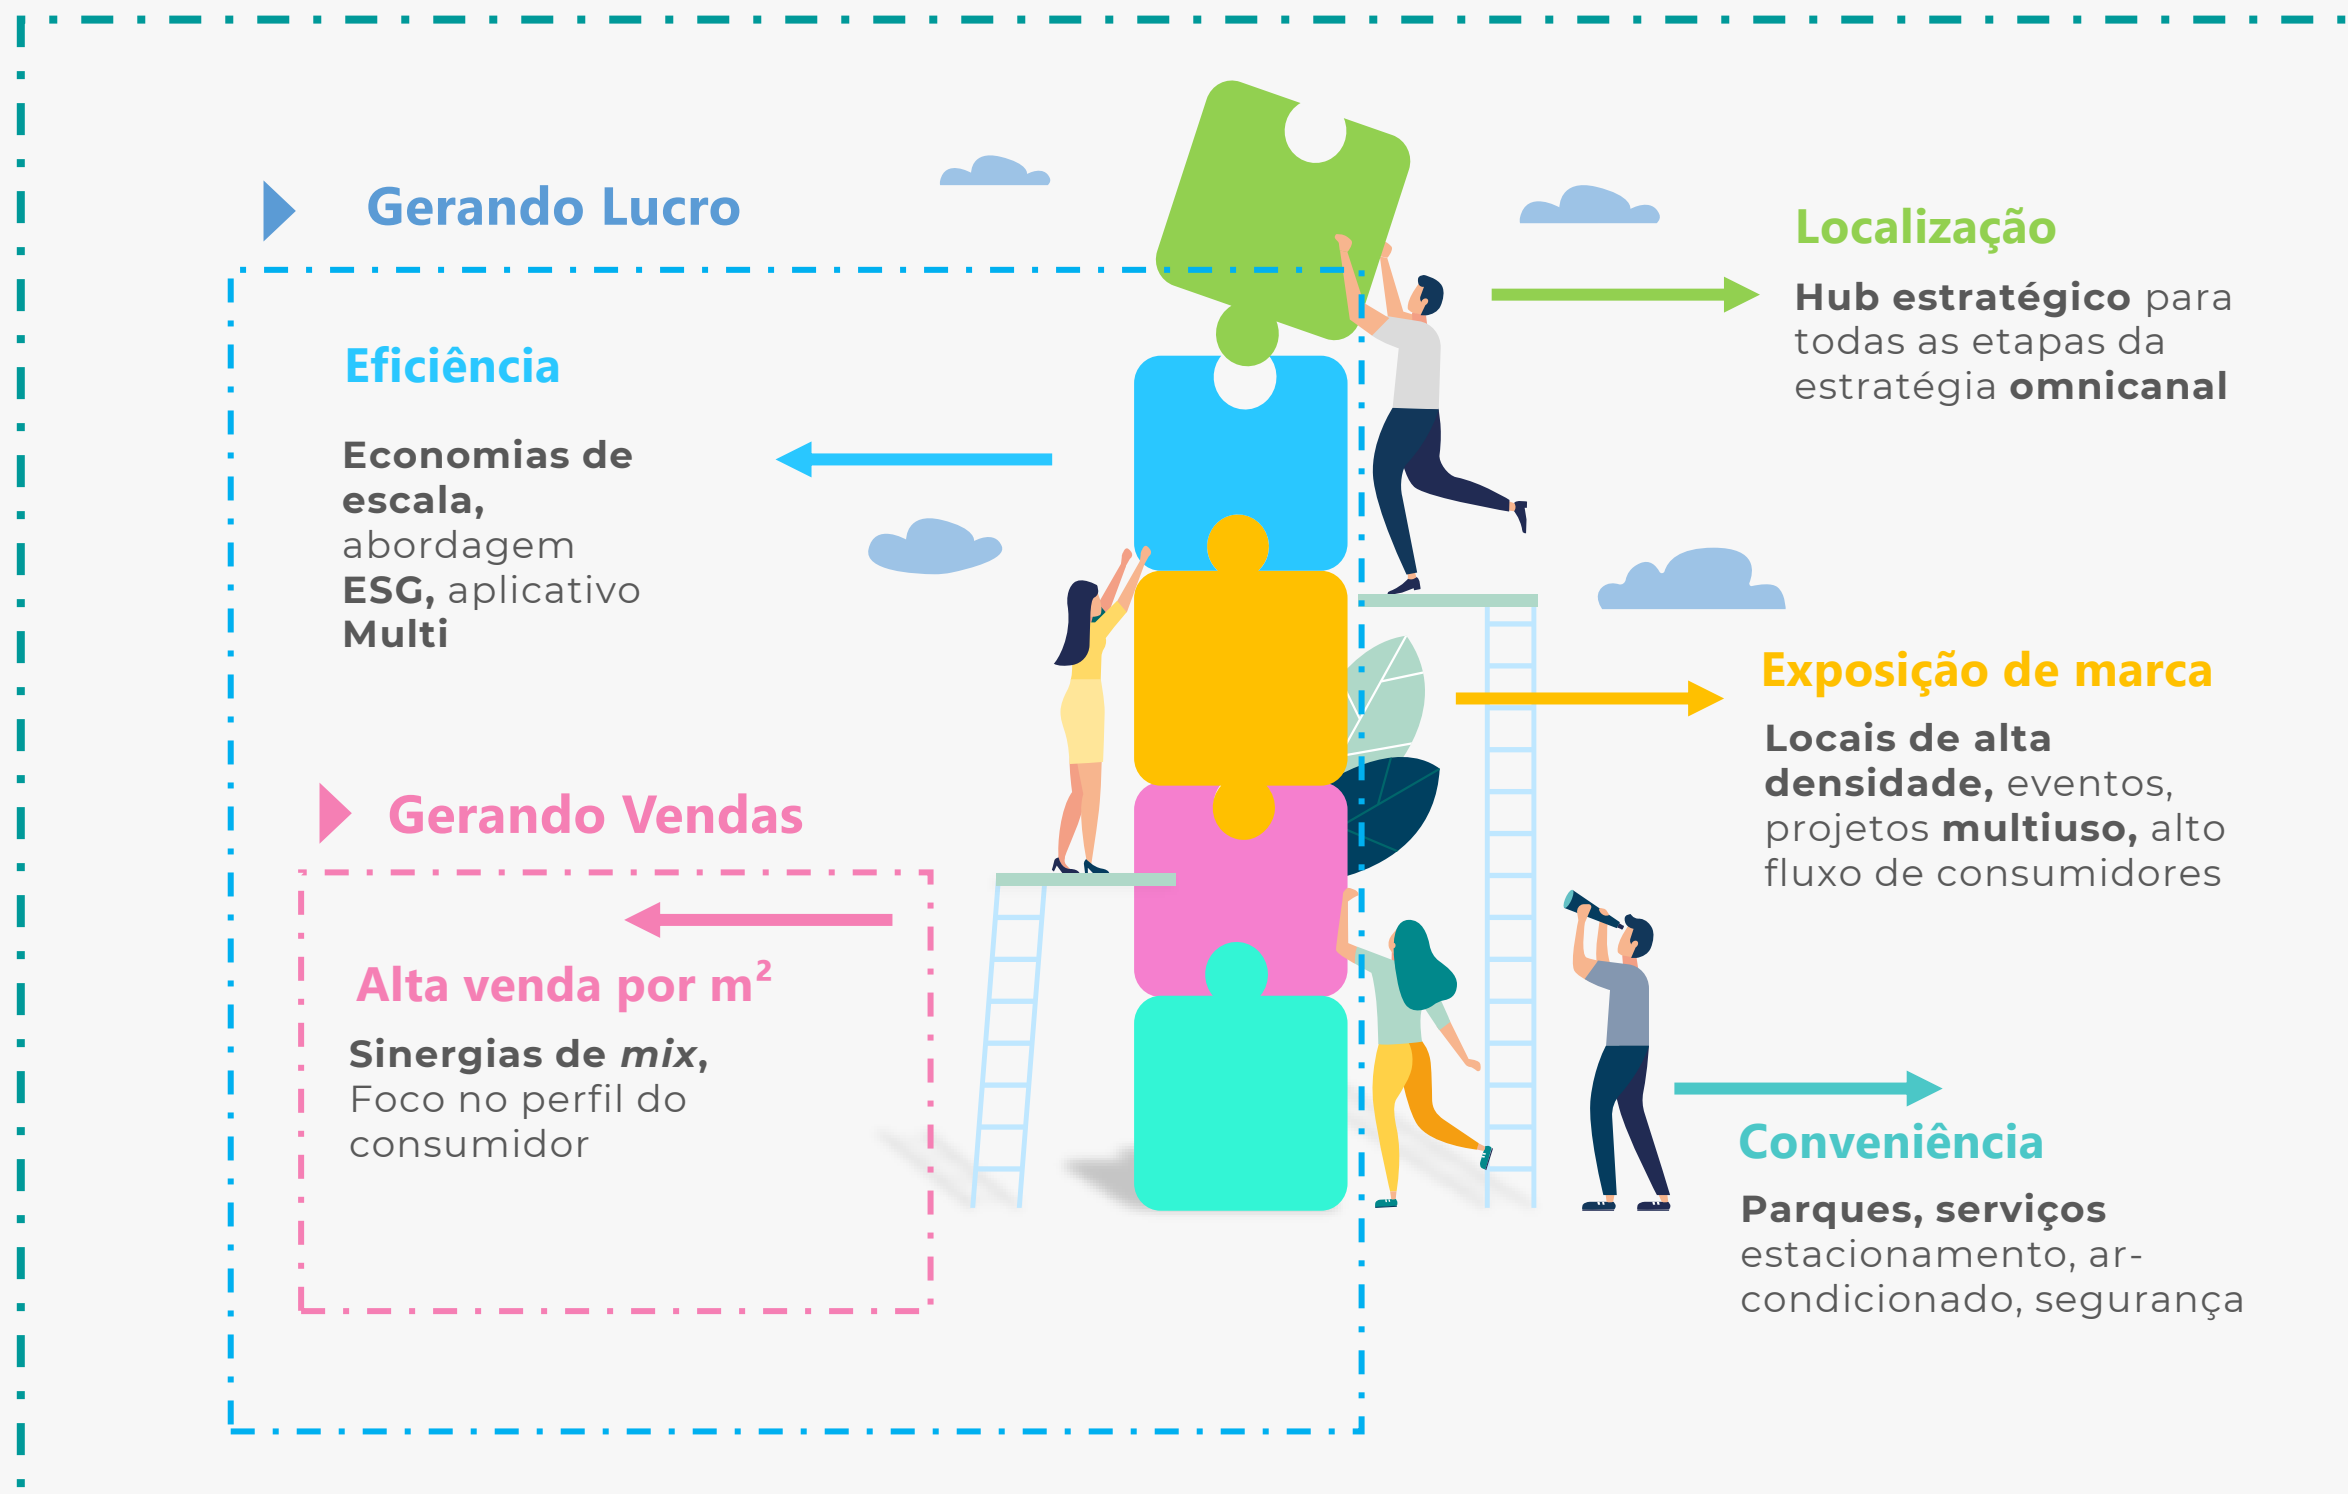 Gerando Lucro
Eficiência
Economias de
escala,
abordagem
ESG, aplicativo
Multi
Gerando Vendas
Alta venda por m²
Sinergias de mix,
Foco no perfil do
consumidor
Localização
Hub estratégico para
todas as etapas da
estratégia omnicanal
Exposição de marca
Locais de alta
densidade, eventos,
projetos multiuso, alto
fluxo de consumidores
Conveniência
Parques, serviços
estacionamento, ar-
condicionado, segurança